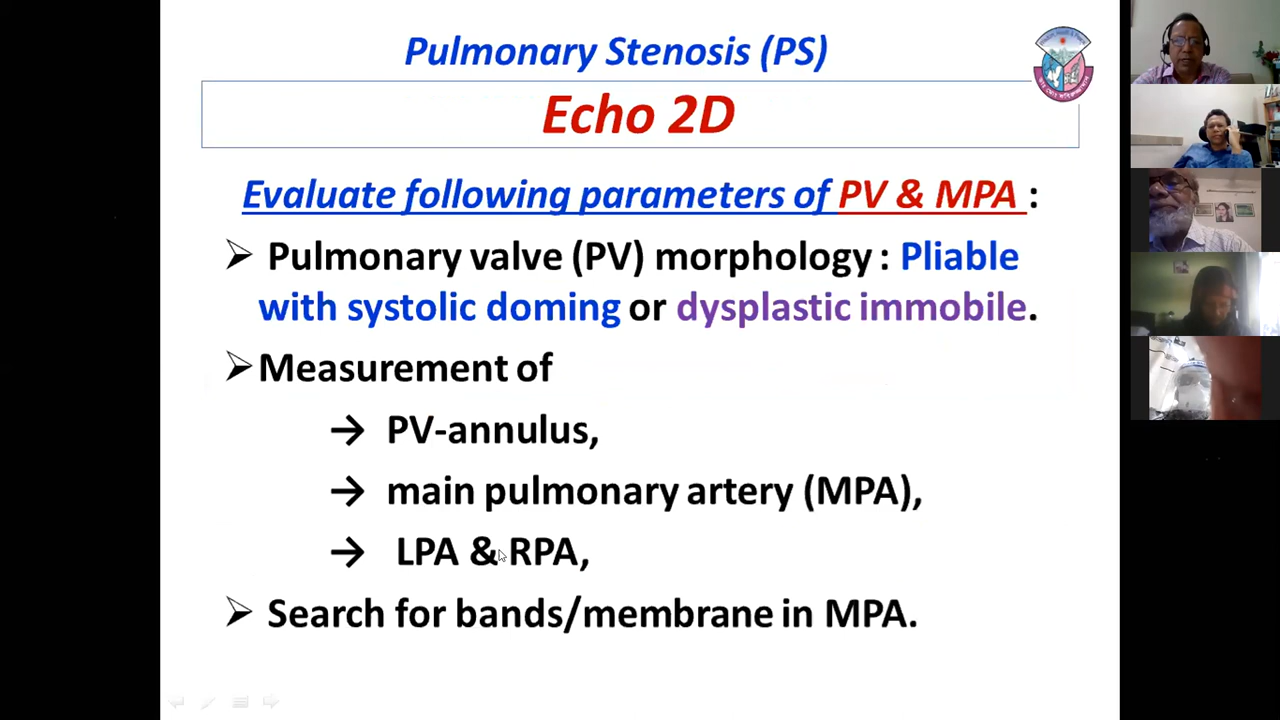 Pulmonary Stenosis (PS)
Echo 2D
Evaluate following parameters of PV & MPA :
➢ Pulmonary valve (PV) morphology : Pliable
with systolic doming or dysplastic immobile.
➢ Measurement of
→ PV-annulus,
→ main pulmonary artery (MPA),
→ LPA & RPA,
➢ Search for bands/membrane in MPA.